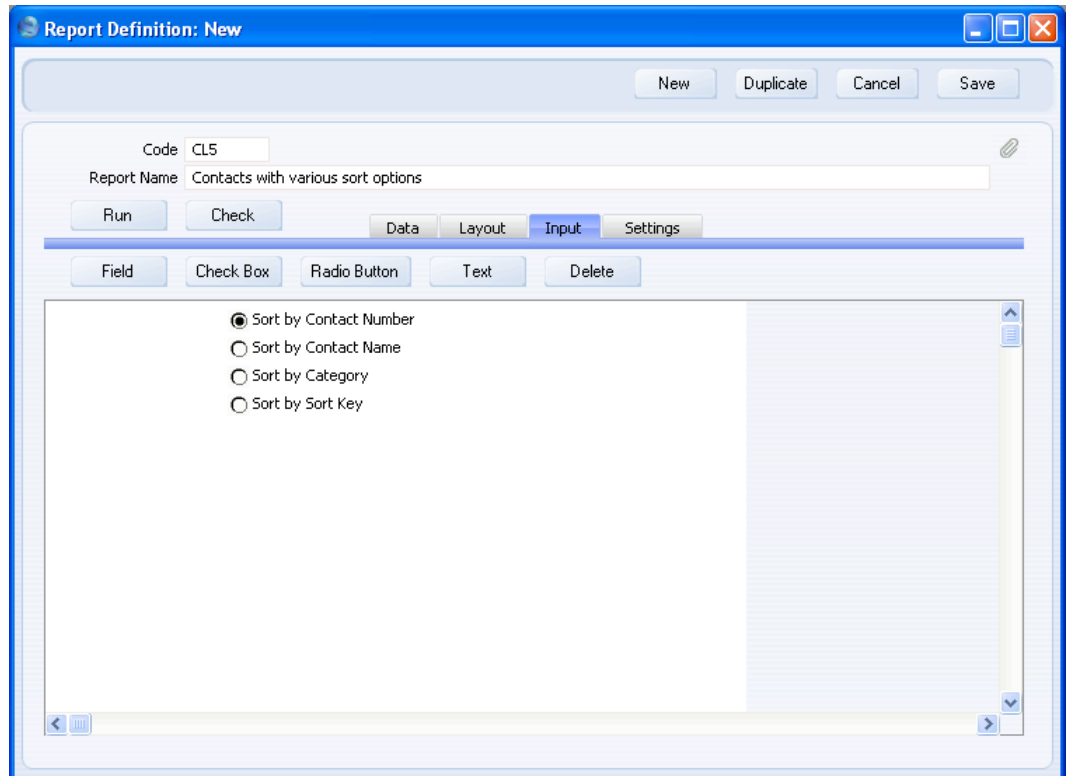 Report Definition: New
New Duplicate Cancel Save
Code CL5
Report Name Contacts with various sort options
Run Check Data Layout Input Settings
Field Check Box Radio Button Text Delete
Sort by Contact Number
Sort by Contact Name
Sort by Category
Sort by Sort Key